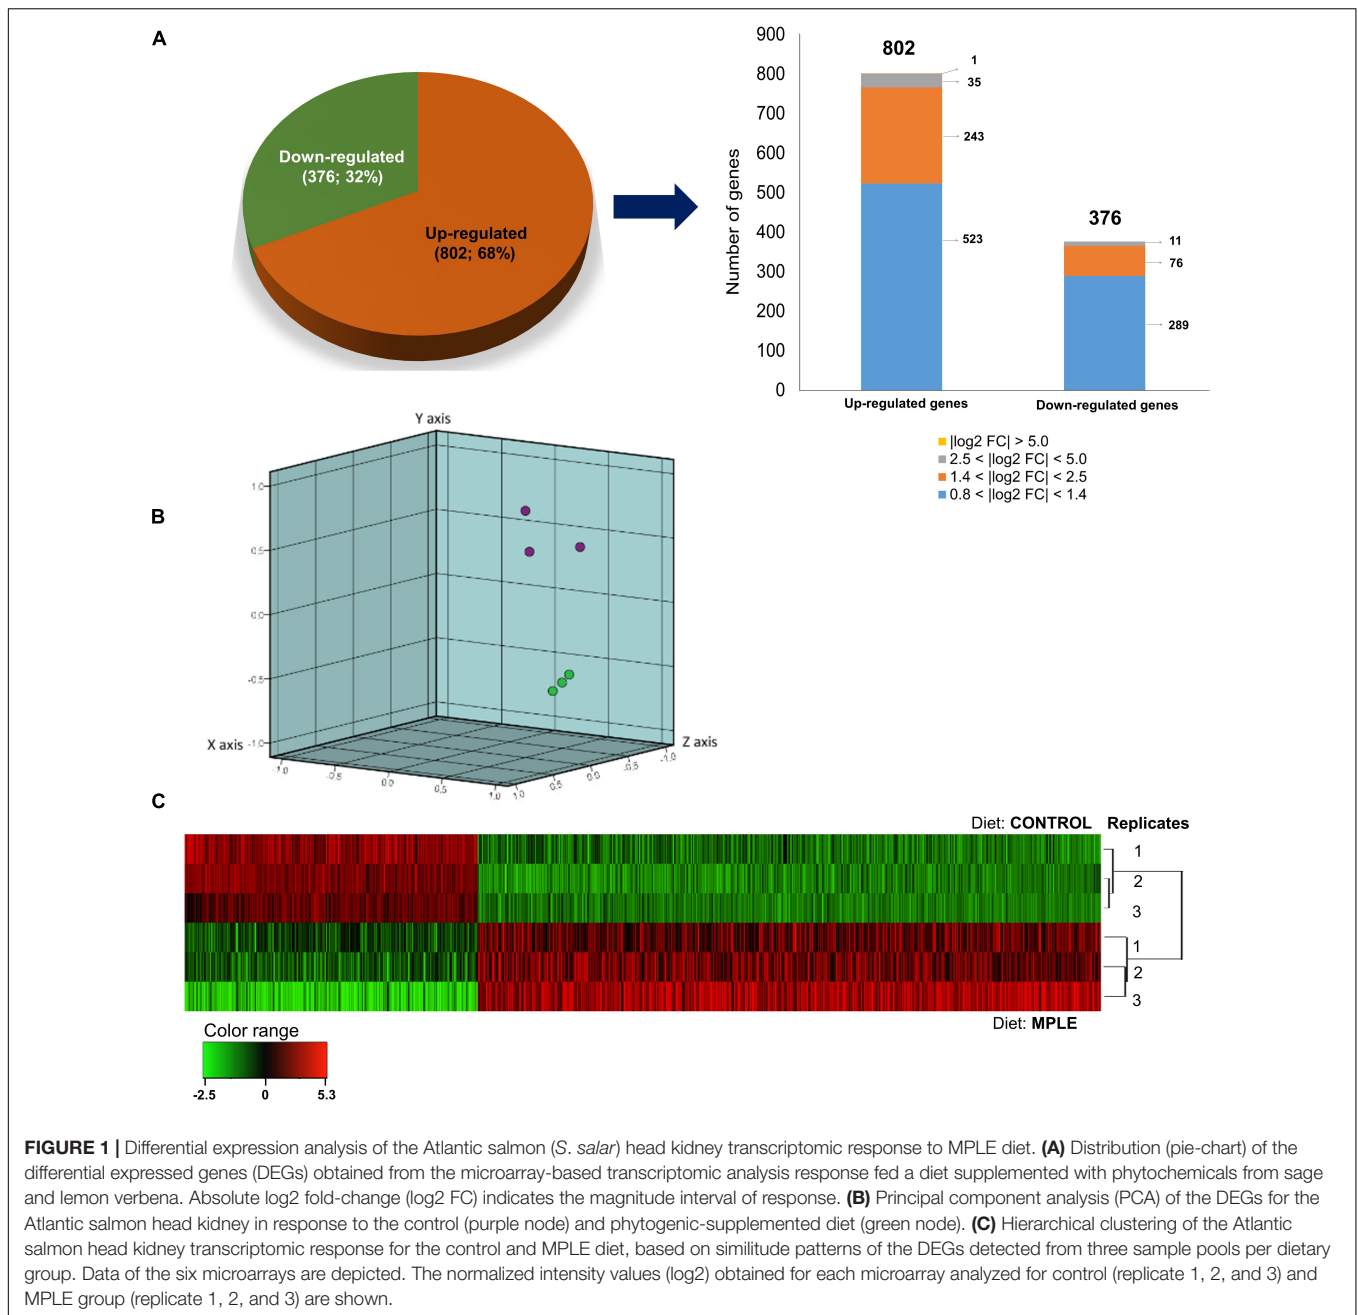 A
Down-regulated
(376; 32%)
Up-regulated
(802; 68%)
Number of genes
900
800
700
600
500
400
300
200
100
0
802
1
35
243
523
376
11
76
289
Up-regulated genes
Down-regulated genes
|log2 FC| > 5.0
2.5 < |log2 FC| < 5.0
1.4 < |log2 FC| < 2.5
0.8 < |log2 FC| < 1.4
B
Y axis
1.0
0.5
0.0
-0.5
-1.0
X axis
Z axis
-1.0
-0.5
0.0
0.5
1.0
1.0
0.5
0.0
-0.5
-1.0
C
Diet: CONTROL Replicates
1
2
3
1
2
3
Diet: MPLE
Color range
-2.5 0 5.3
FIGURE 1 | Differential expression analysis of the Atlantic salmon (S. salar) head kidney transcriptomic response to MPLE diet. (A) Distribution (pie-chart) of the
differential expressed genes (DEGs) obtained from the microarray-based transcriptomic analysis response fed a diet supplemented with phytochemicals from sage
and lemon verbena. Absolute log2 fold-change (log2 FC) indicates the magnitude interval of response. (B) Principal component analysis (PCA) of the DEGs for the
Atlantic salmon head kidney in response to the control (purple node) and phytogenic-supplemented diet (green node). (C) Hierarchical clustering of the Atlantic
salmon head kidney transcriptomic response for the control and MPLE diet, based on similitude patterns of the DEGs detected from three sample pools per dietary
group. Data of the six microarrays are depicted. The normalized intensity values (log2) obtained for each microarray analyzed for control (replicate 1, 2, and 3) and
MPLE group (replicate 1, 2, and 3) are shown.